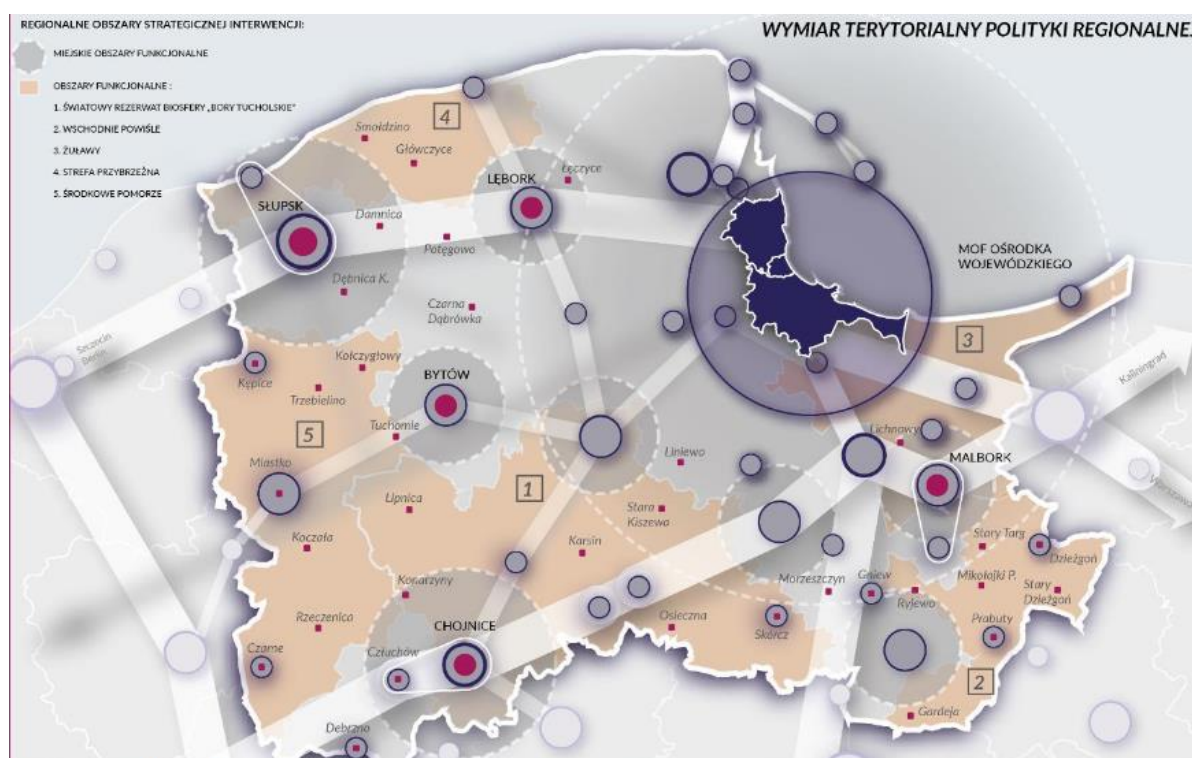 REGIONALNE OBSZARY STRATEGICZNEJ INTERWENCJI:
MIEJSKIE OBSZARY FUNKCJONALNE
OBSZARY FUNKCJONALNE :
1. ŚWIATOWY REZERWAT BIOSFERY „BORY TUCHOLSKIE"
2. WSCHODNIE POWIŚLE
3. ŻUŁAWY
4. STREFA PRZYBRZEŻNA
5. ŚRODKOWE POMORZE
WYMIAR TERYTORIALNY POLITYKI REGIONALNEJ
4
Smołdzino
Główczyce
LĘBORK
Łęczyce
SŁUPSK
Damnica
Potęgowo
MOF OŚRODKA
WOJEWÓDZKIEGO
Dębnica K.
Czarna
Dąbrówka
Szczecin
Berlin
3
Kaliningrad
Kołczygłowy
Kępice
Trzebielino
BYTÓW
Tuchomie
5
Lichnowy
Miastko
Liniewo
MALBORK
1
Lipnica
Stara
Kiszewa
Warszawa
Koczała
Karsin
Stary Targ
Dzierzgoń
Konarzyny
Morzeszczyn
Gniew
Mikołajki P.
Ryjewo
Stary
Dzierzgoń
Rzeczenica
CHOJNICE
Osieczna
Skórcz
Prabuty
Czarne
Człuchów
2
Gardeja
Debrzno